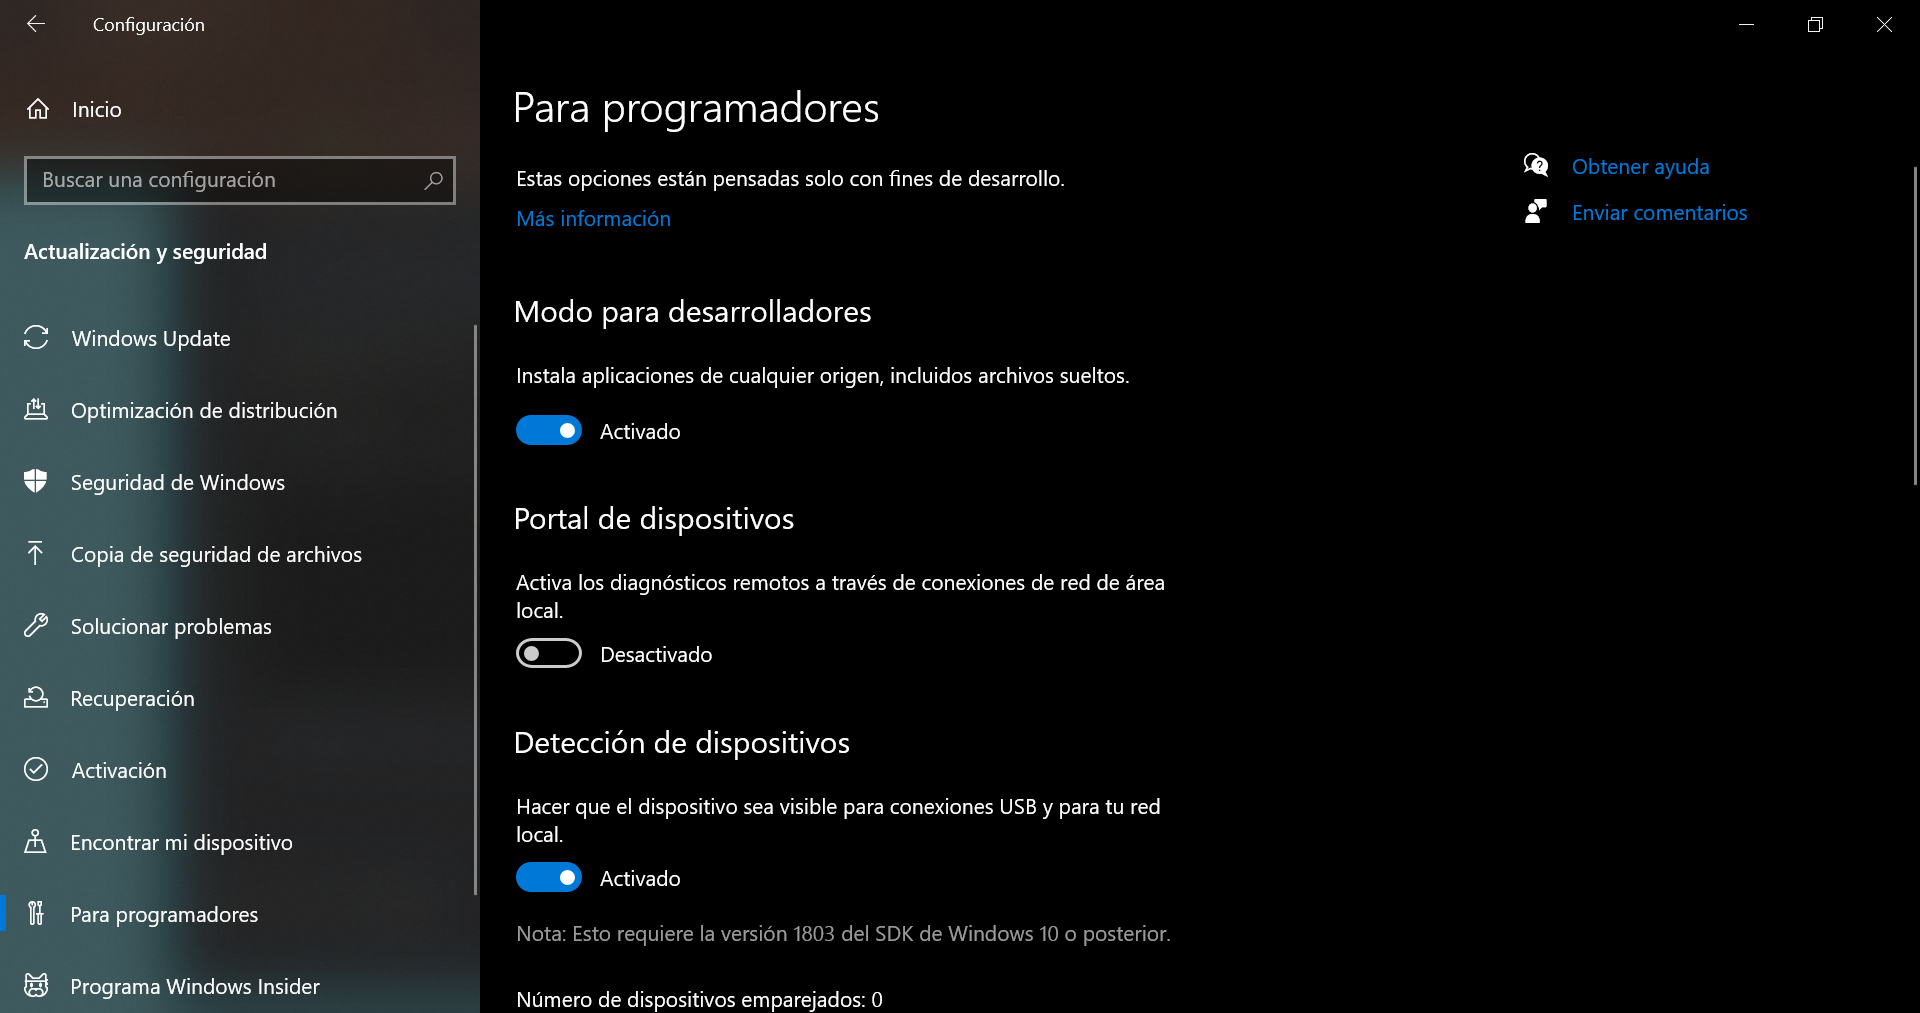 Configuración
Inicio
Buscar una configuración
Actualización y seguridad
Windows Update
Optimización de distribución
Seguridad de Windows
Copia de seguridad de archivos
Solucionar problemas
Recuperación
Activación
Encontrar mi dispositivo
Para programadores
Programa Windows Insider
Para programadores
Estas opciones están pensadas solo con fines de desarrollo.
Más información
Modo para desarrolladores
Instala aplicaciones de cualquier origen, incluidos archivos sueltos.
Activado
Portal de dispositivos
Activa los diagnósticos remotos a través de conexiones de red de área
local.
Desactivado
Detección de dispositivos
Hacer que el dispositivo sea visible para conexiones USB y para tu red
local.
Activado
Nota: Esto requiere la versión 1803 del SDK de Windows 10 o posterior.
Número de dispositivos emparejados: 0
Obtener ayuda
Enviar comentarios